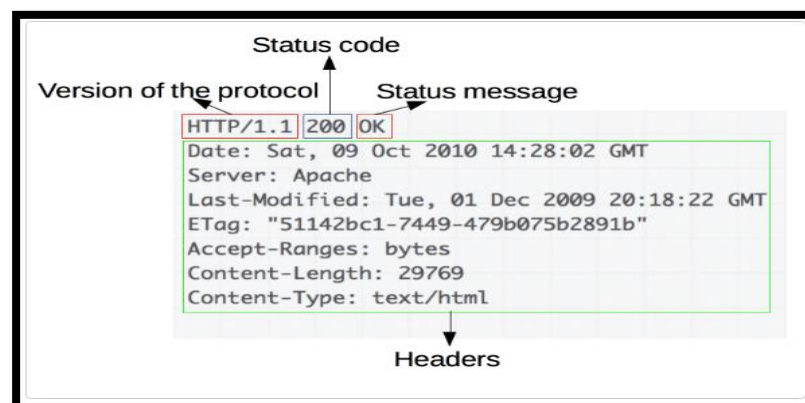 Status code
Version of the protocol Status message
HTTP/1.1 200 OK
Date: Sat, 09 Oct 2010 14:28:02 GMT
Server: Apache
Last-Modified: Tue, 01 Dec 2009 20:18:22 GMT
ETag: "51142bc1-7449-479b075b2891b"
Accept-Ranges: bytes
Content-Length: 29769
Content-Type: text/html
Headers